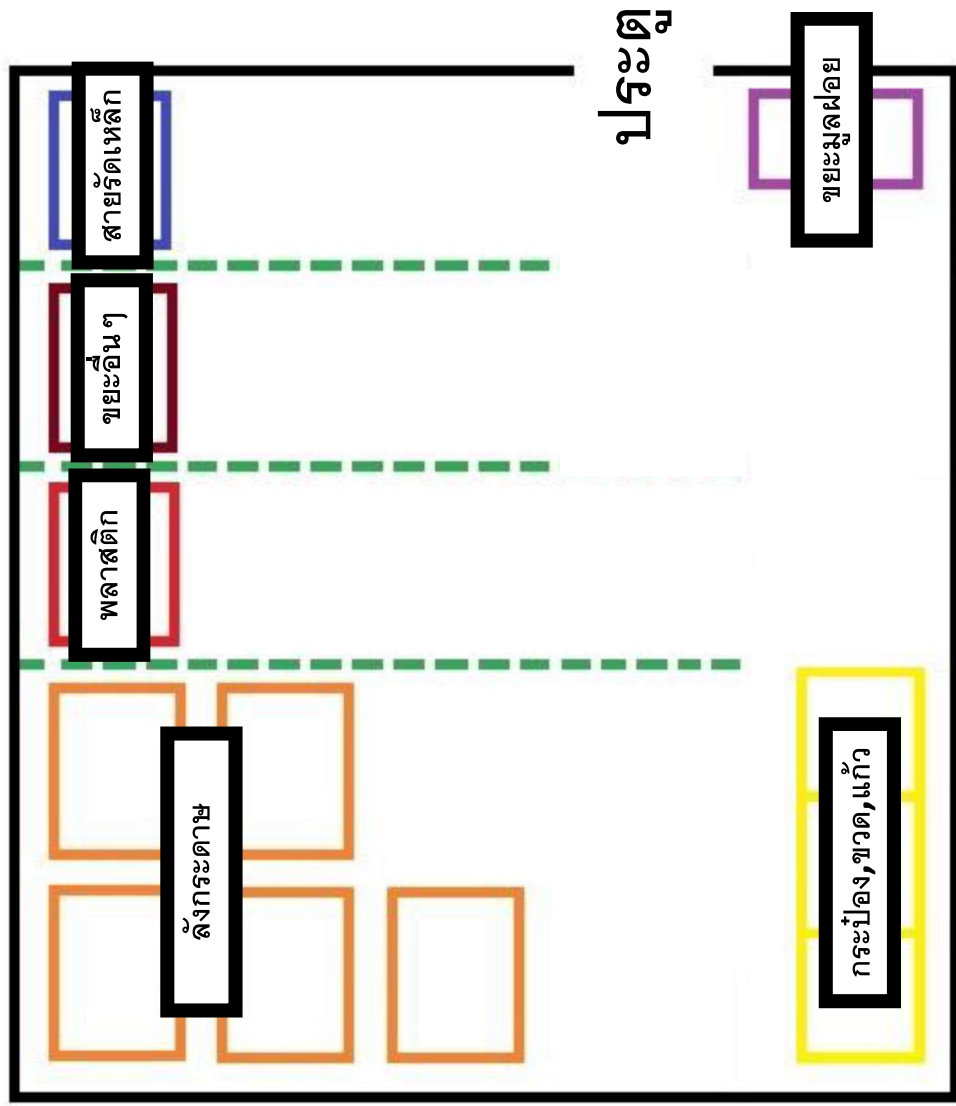 ประตู
สายรัดเหล็ก
ขยะมูลฝอย
ขยะอื่นๆ
พลาสติก
ลังกระดาษ
กระป๋อง,ขวด,แก้ว